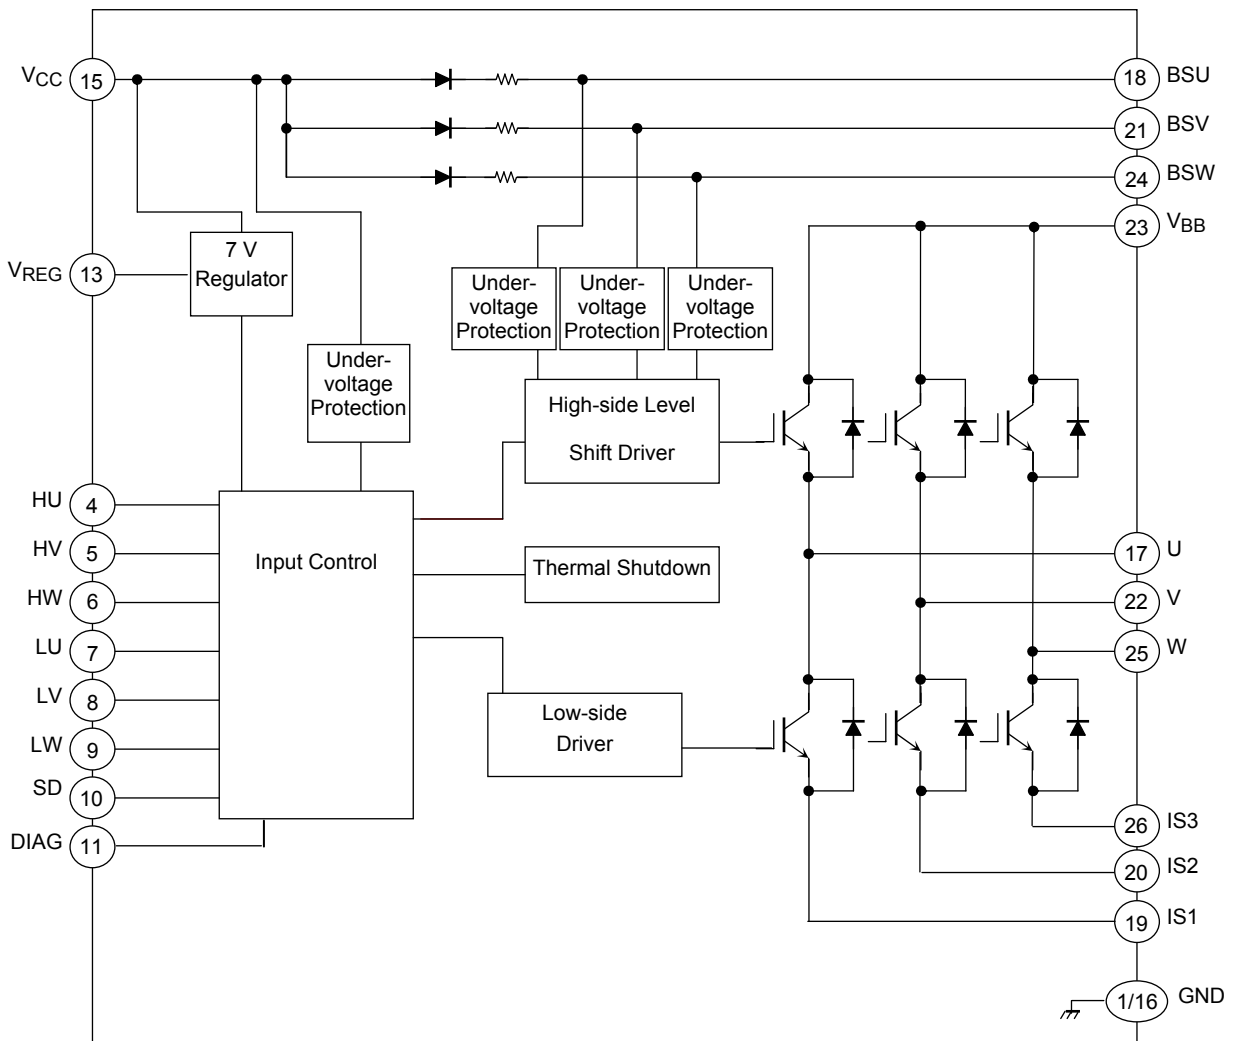 VCC 15
18 BSU
21 BSV
24 BSW
23 VBB
VREG 13
7 V
Regulator
Under-
voltage
Protection
Under-
voltage
Protection
Under-
voltage
Protection
Under-
voltage
Protection
High-side Level
Shift Driver
HU 4
HV 5
HW 6
LU 7
LV 8
LW 9
SD 10
DIAG 11
Input Control
Thermal Shutdown
Low-side
Driver
17 U
22 V
25 W
26 IS3
20 IS2
19 IS1
1/16 GND